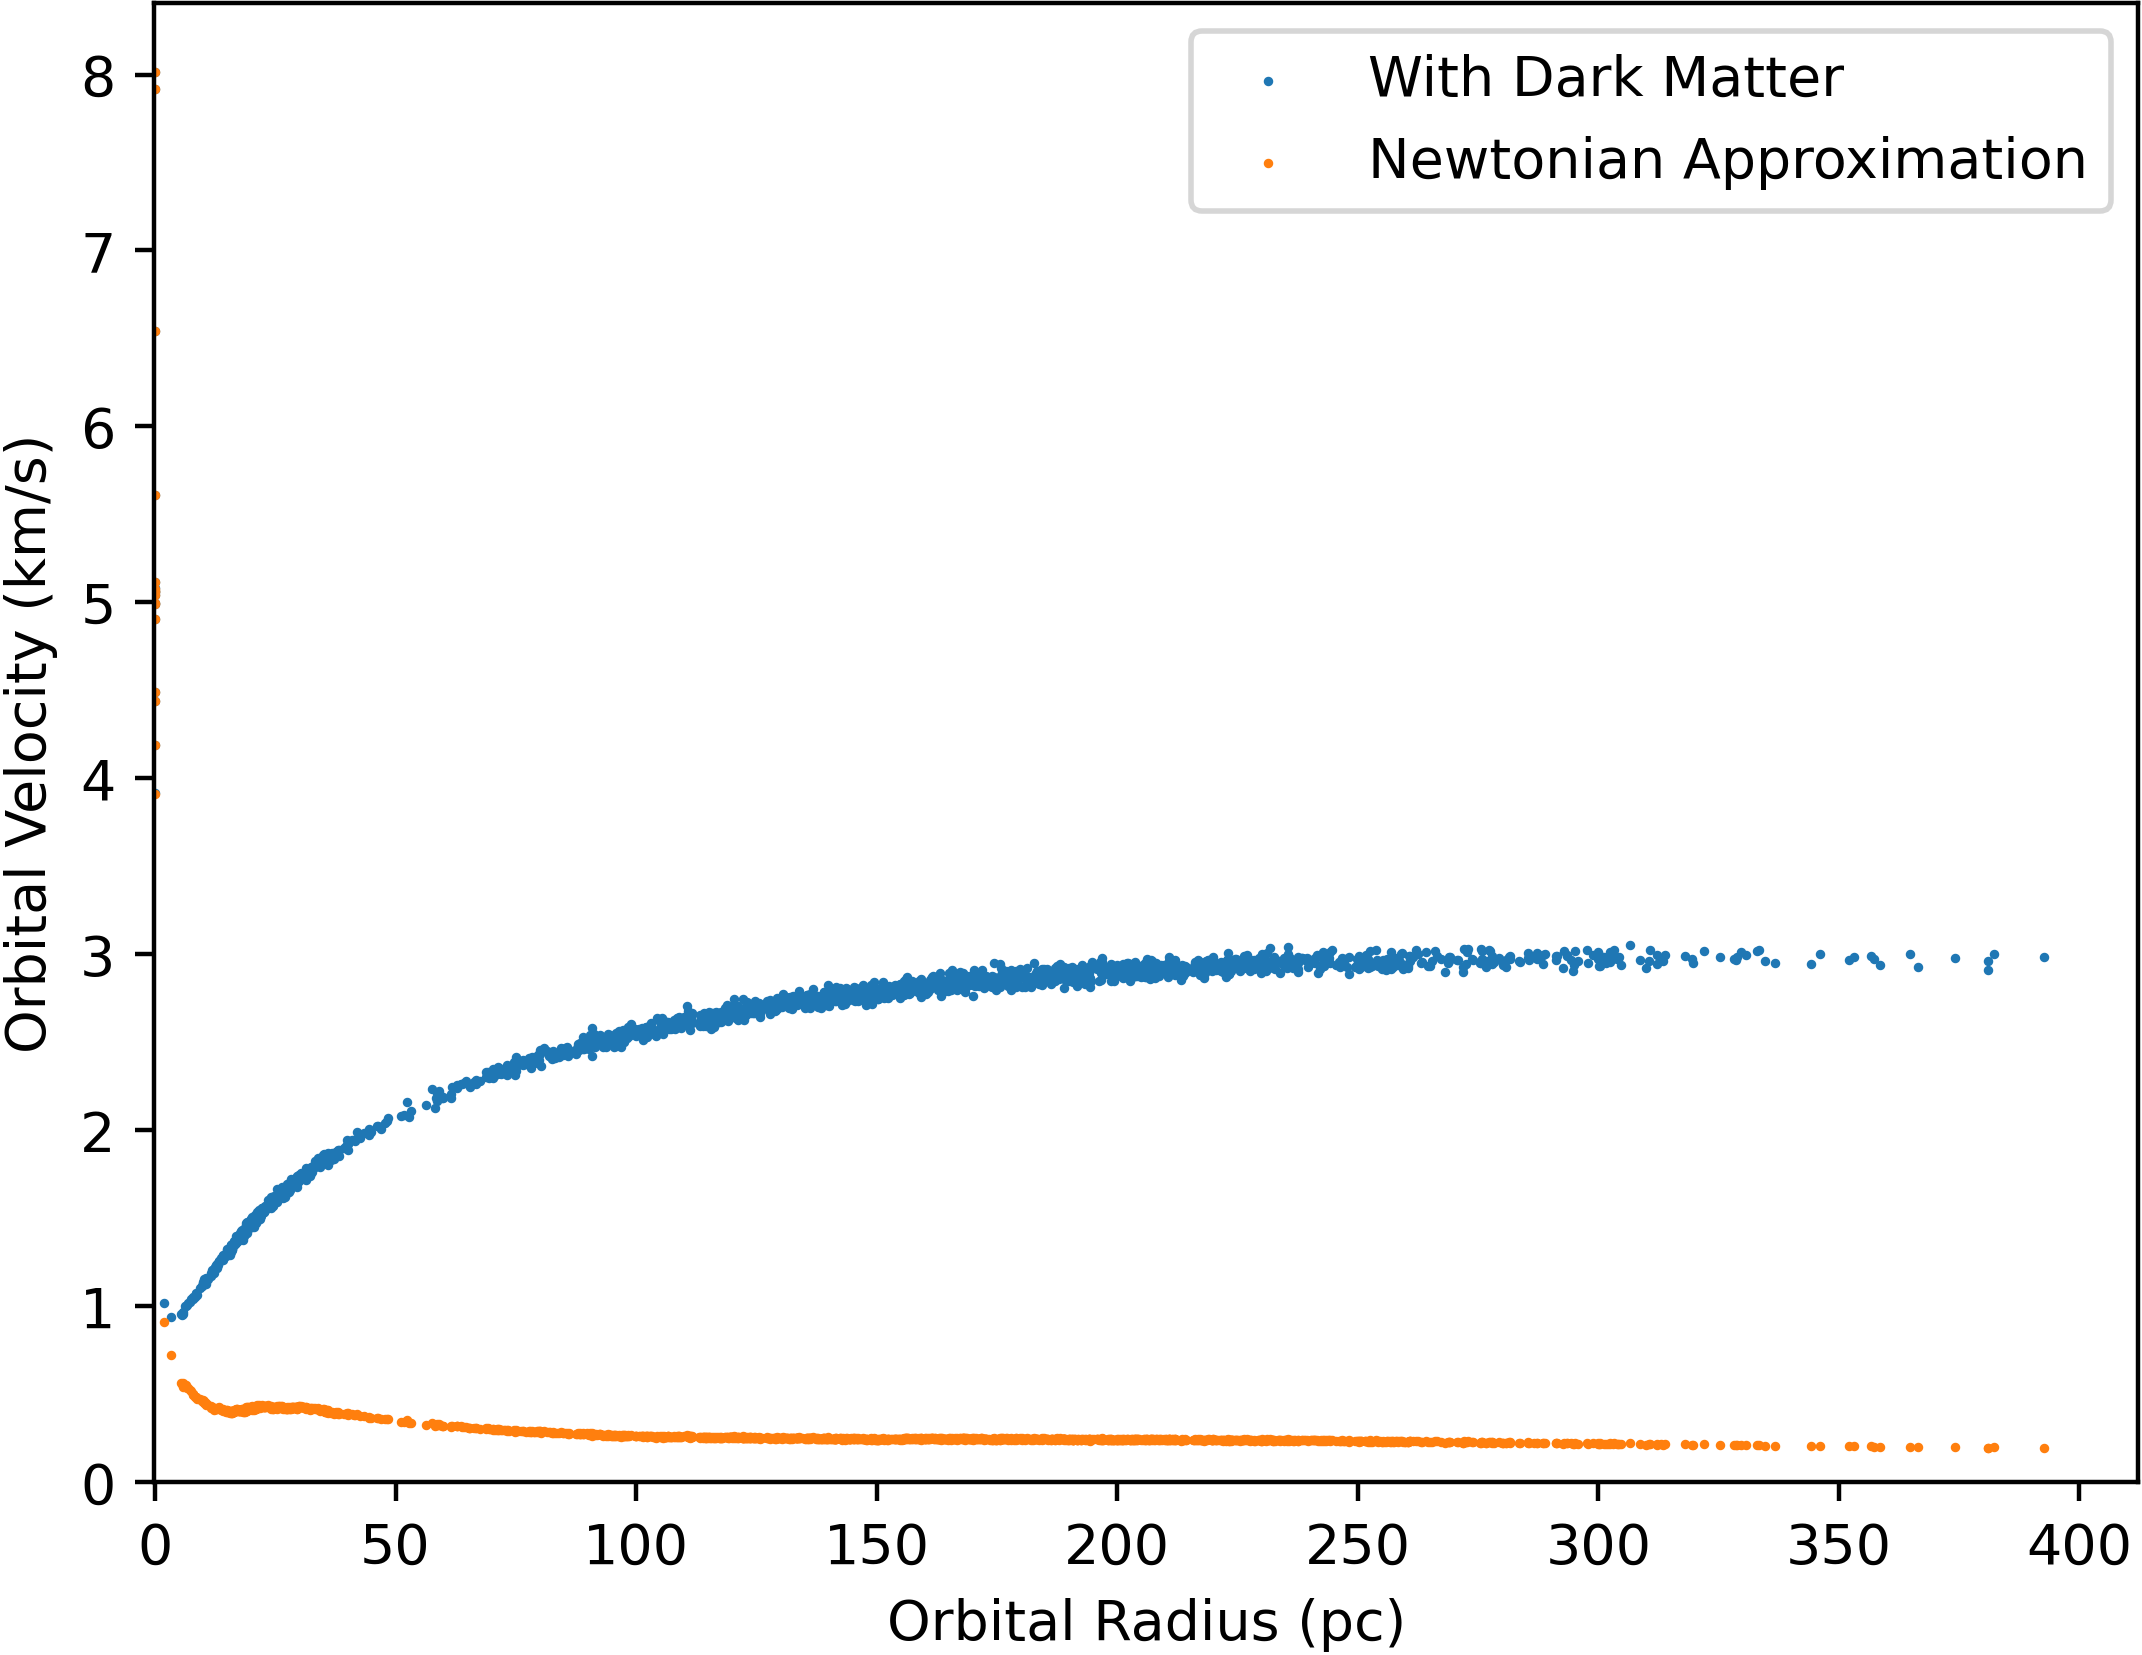 With Dark Matter
Newtonian Approximation
8
7
6
5
4
3
2
1
0
Orbital Velocity (km/s)
0 50 100 150 200 250 300 350 400
Orbital Radius (pc)